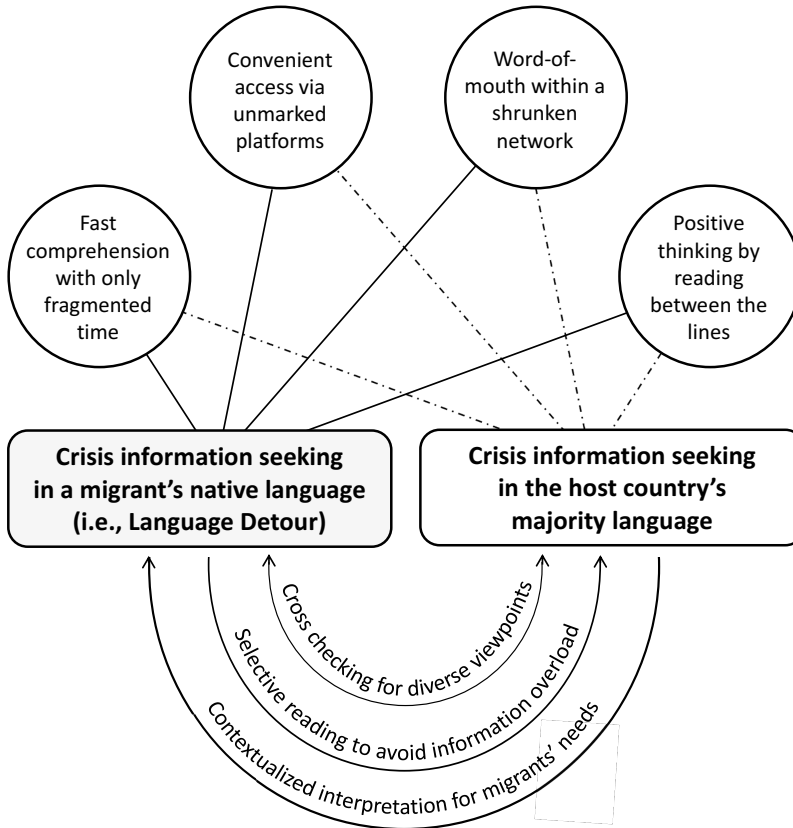 Convenient
access via
unmarked
platforms
Word-of-
mouth within a
shrunken
network
Fast
comprehension
with only
fragmented
time
Positive
thinking by
reading
between the
lines
Crisis information seeking
in a migrant’s native language
(i.e., Language Detour)
Crisis information seeking
in the host country’s
majority language
Cross checking for diverse viewpoints
Selective reading to avoid information overload
Contextualized interpretation for migrants’ needs